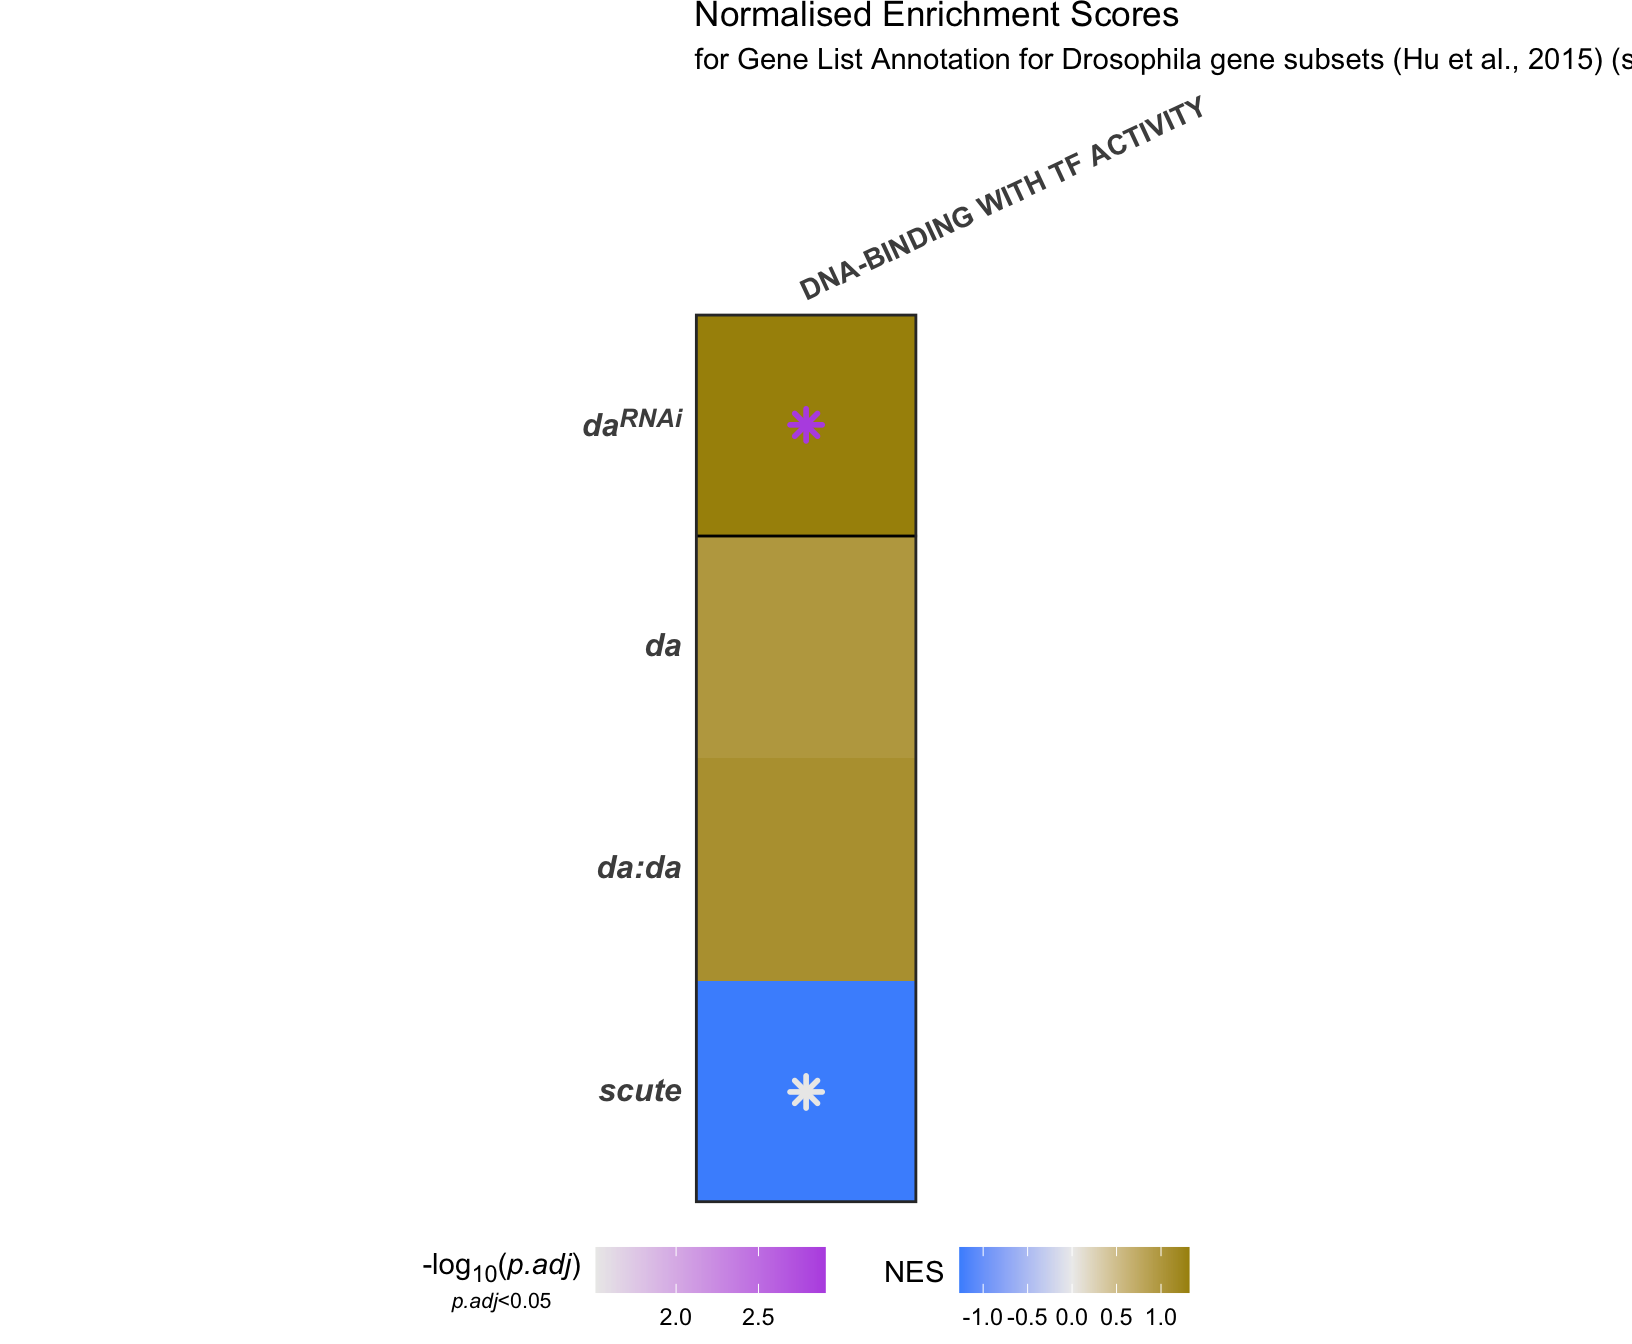 Normalised Enrichment Scores
for Gene List Annotation for Drosophila gene subsets (Hu et al., 2015) (s
DNA-BINDING WITH TF ACTIVITY
daRNAi
da
da:da
scute
-log10(p.adj)
p.adj<0.05
2.0 2.5
NES
-1.0 -0.5 0.0 0.5 1.0